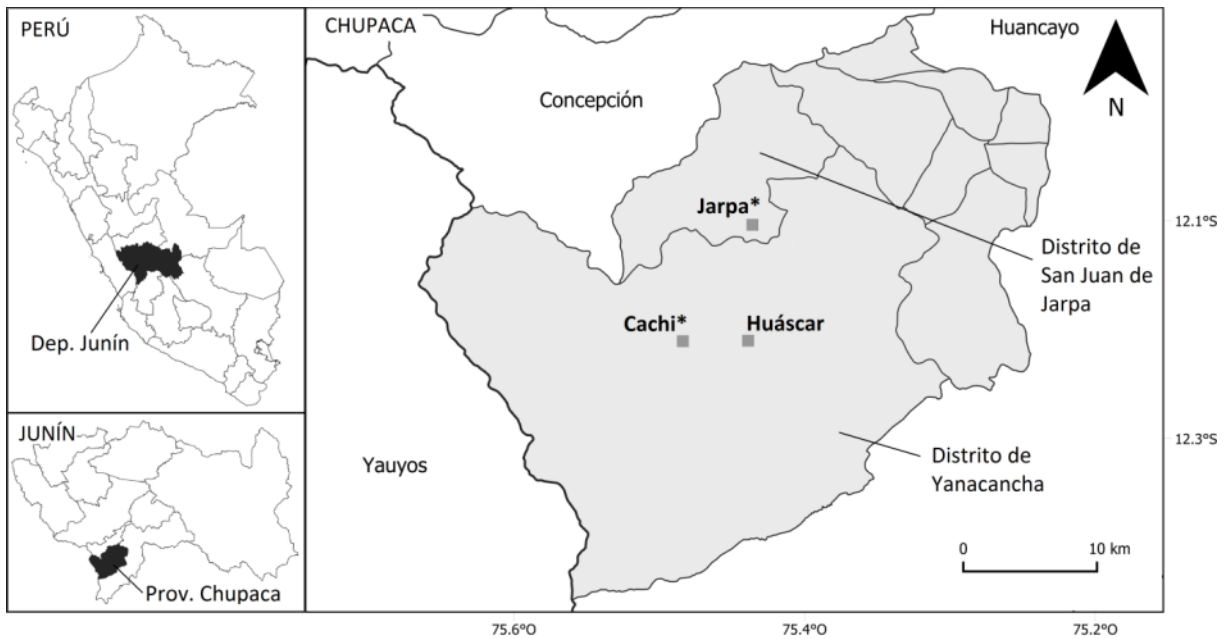 PERÚ
Dep. Junín
JUNÍN
Prov. Chupaca
CHUPACA
Huancayo
Concepción
N
Jarpa*
12.1ºS
Distrito de
San Juan de
Jarpa
Cachi*
Huáscar
12.3ºS
Distrito de
Yanacancha
Yauyos
0
10 km
75.6ºO
75.4ºO
75.2ºO